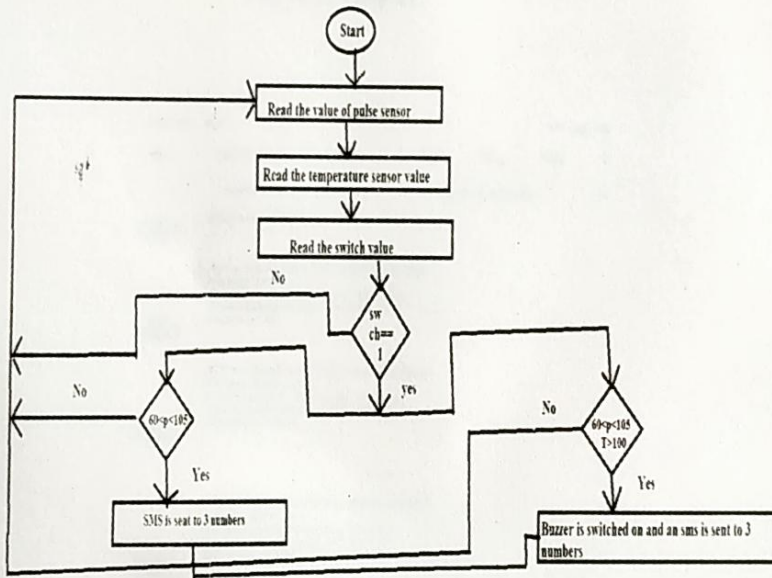 Start
Read the value of pulse sensor
Read the temperature sensor value
Read the switch value
No
sw
ch==
1
yes
No
60<p<105
Yes
SMS is sent to 3 numbers
No
60<p<105
T>100
Yes
Buzzer is switched on and an sms is sent to 3
numbers